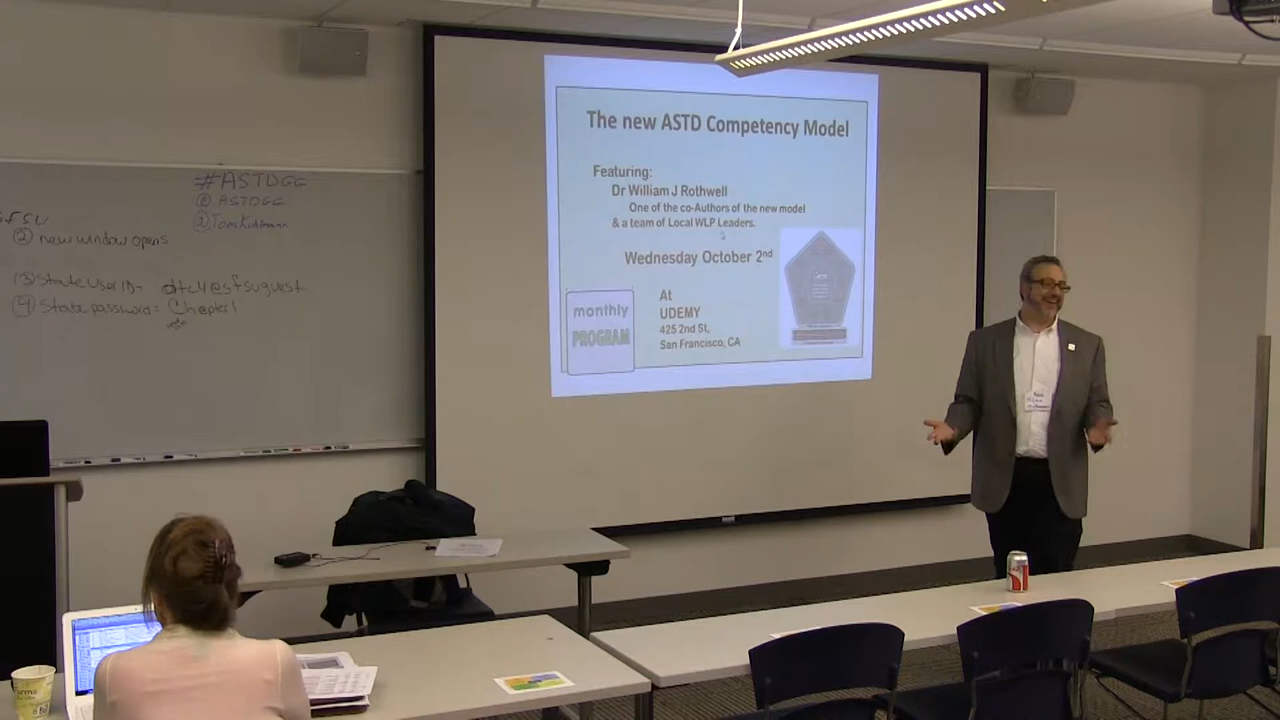 #ASTDGG
@ ASTDGG
@TomKuhlmann
SFSU
② new window opens
③ State User ID=
④ State password= Chapter1
The new ASTD Competency Model
Featuring:
Dr William J Rothwell
One of the co-Authors of the new model
& a team of Local WLP Leaders.
Wednesday October 2nd
At
UDEMY
425 2nd St,
San Francisco, CA
monthly
PROGRAM